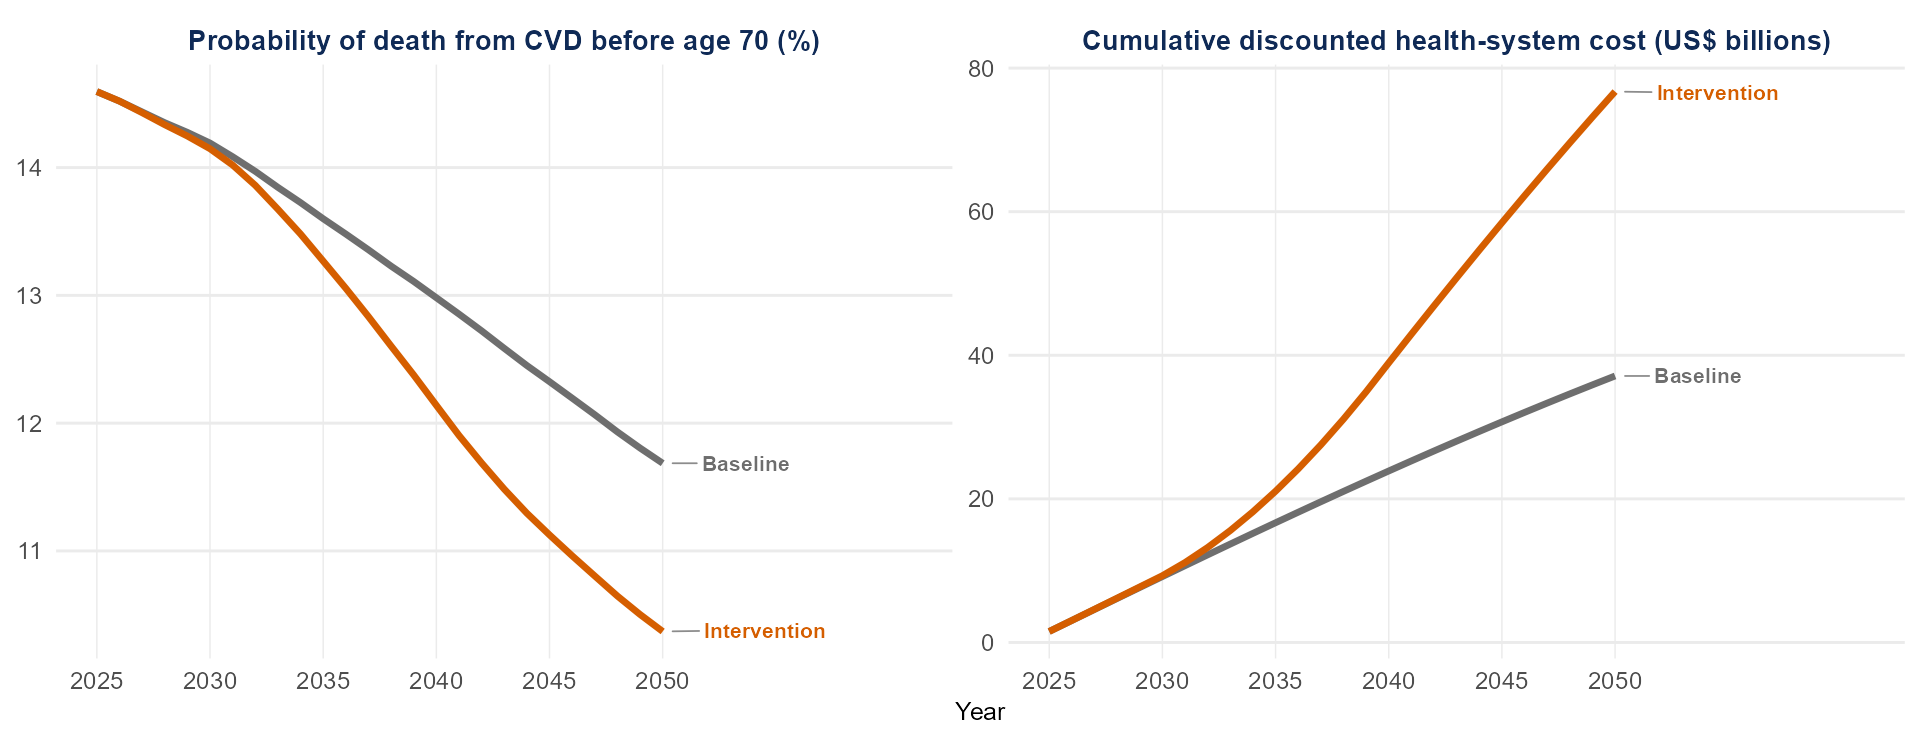 Probability of death from CVD before age 70 (%)
14
13
12
11
Baseline
Intervention
2025 2030 2035 2040 2045 2050
Cumulative discounted health-system cost (US$ billions)
80
60
40
20
0
Intervention
Baseline
2025 2030 2035 2040 2045 2050
Year